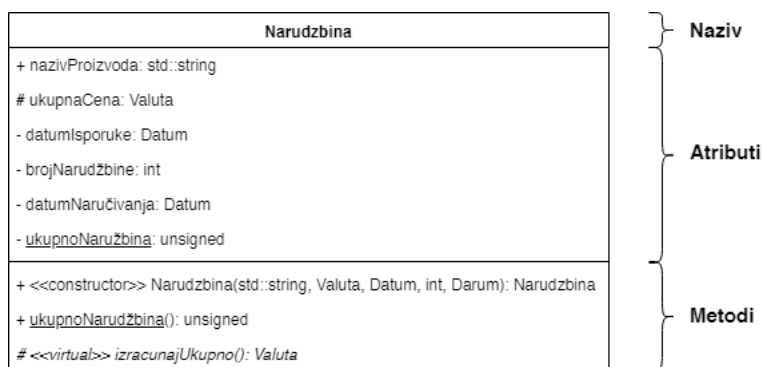 Narudzbina
Naziv
+ nazivProizvoda: std::string
# ukupnaCena: Valuta
- datumIsporuke: Datum
- brojNarudžbine: int
- datumNaručivanja: Datum
- ukupnoNaružbina: unsigned
Atributi
+ <<constructor>> Narudzbina(std::string, Valuta, Datum, int, Darum): Narudzbina
+ ukupnoNarudžbina(): unsigned
# <<virtual>> izracunajUkupno(): Valuta
Metodi